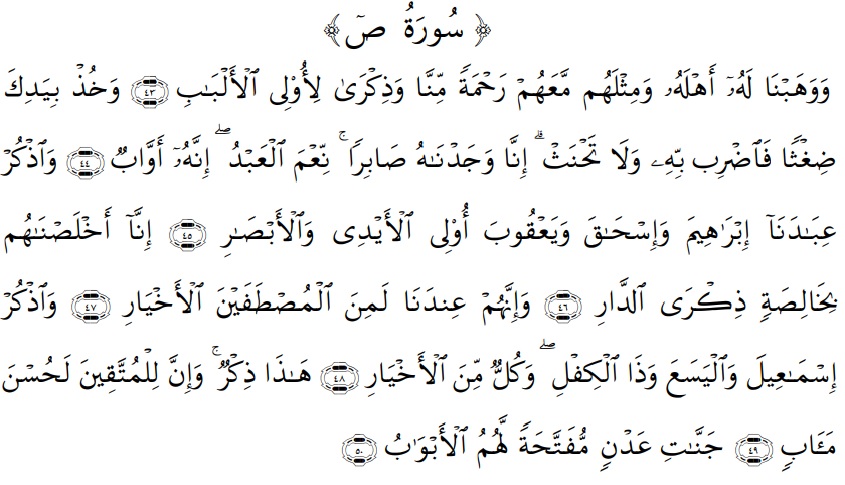 ﴿ سُورَةُ صٓ ﴾
وَوَهَبْنَا لَهُۥٓ أَهْلَهُۥ وَمِثْلَهُم مَّعَهُمْ رَحْمَةً مِّنَّا وَذِكْرَىٰ لِأُوْلِى ٱلْأَلْبَـٰبِ ٤٣ وَخُذْ بِيَدِكَ
ضِغْثًا فَٱضْرِب بِّهِۦ وَلَا تَحْنَثْ ۗ إِنَّا وَجَدْنَـٰهُ صَابِرًا ۚ نِّعْمَ ٱلْعَبْدُ ۖ إِنَّهُۥٓ أَوَّابٌ ٤٤ وَٱذْكُرْ
عِبَـٰدَنَآ إِبْرَٰهِيمَ وَإِسْحَـٰقَ وَيَعْقُوبَ أُوْلِى ٱلْأَيْدِى وَٱلْأَبْصَـٰرِ ٤٥ إِنَّآ أَخْلَصْنَـٰهُم
بِخَالِصَةٍ ذِكْرَى ٱلدَّارِ ٤٦ وَإِنَّهُمْ عِندَنَا لَمِنَ ٱلْمُصْطَفَيْنَ ٱلْأَخْيَارِ ٤٧ وَٱذْكُرْ
إِسْمَـٰعِيلَ وَٱلْيَسَعَ وَذَا ٱلْكِفْلِ ۖ وَكُلٌّ مِّنَ ٱلْأَخْيَارِ ٤٨ هَـٰذَا ذِكْرٌ ۚ وَإِنَّ لِلْمُتَّقِينَ لَحُسْنَ
مَـَٔابٍ ٤٩ جَنَّـٰتِ عَدْنٍ مُّفَتَّحَةً لَّهُمُ ٱلْأَبْوَٰبُ ٥٠